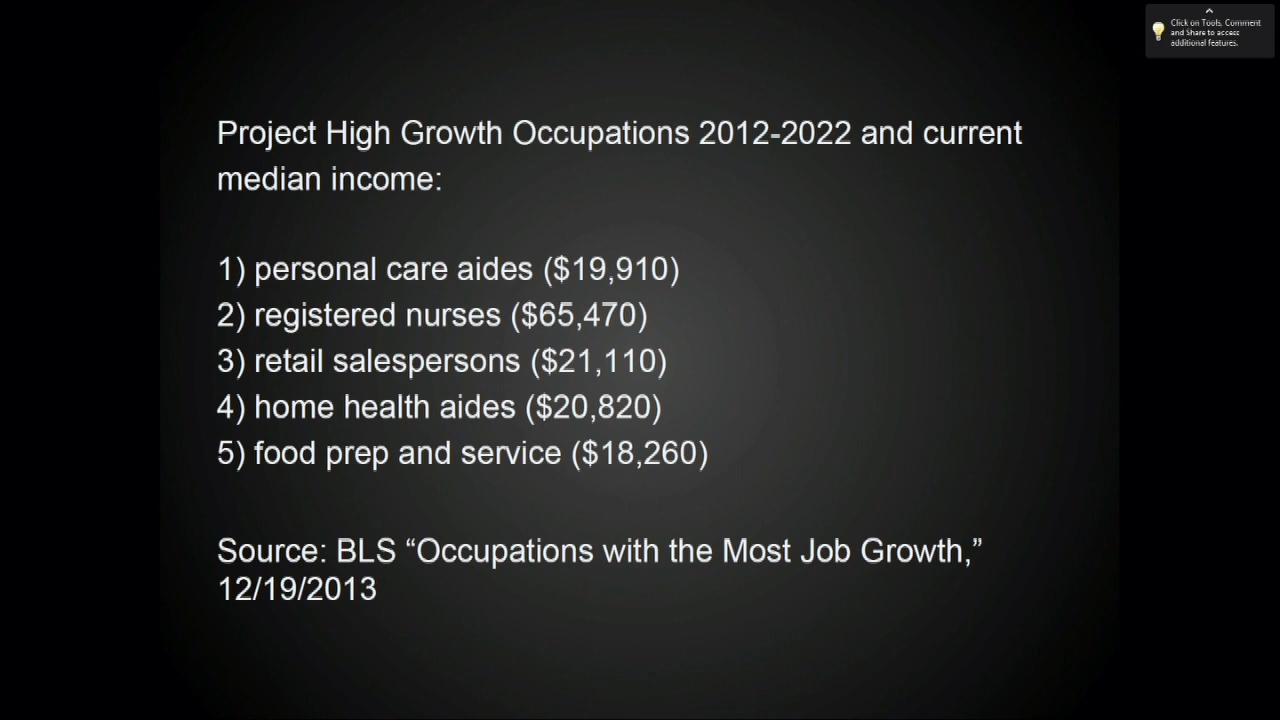 Click on Tools, Comment
and Share to access
additional features.
Project High Growth Occupations 2012-2022 and current
median income:
1) personal care aides ($19,910)
2) registered nurses ($65,470)
3) retail salespersons ($21,110)
4) home health aides ($20,820)
5) food prep and service ($18,260)
Source: BLS “Occupations with the Most Job Growth,”
12/19/2013